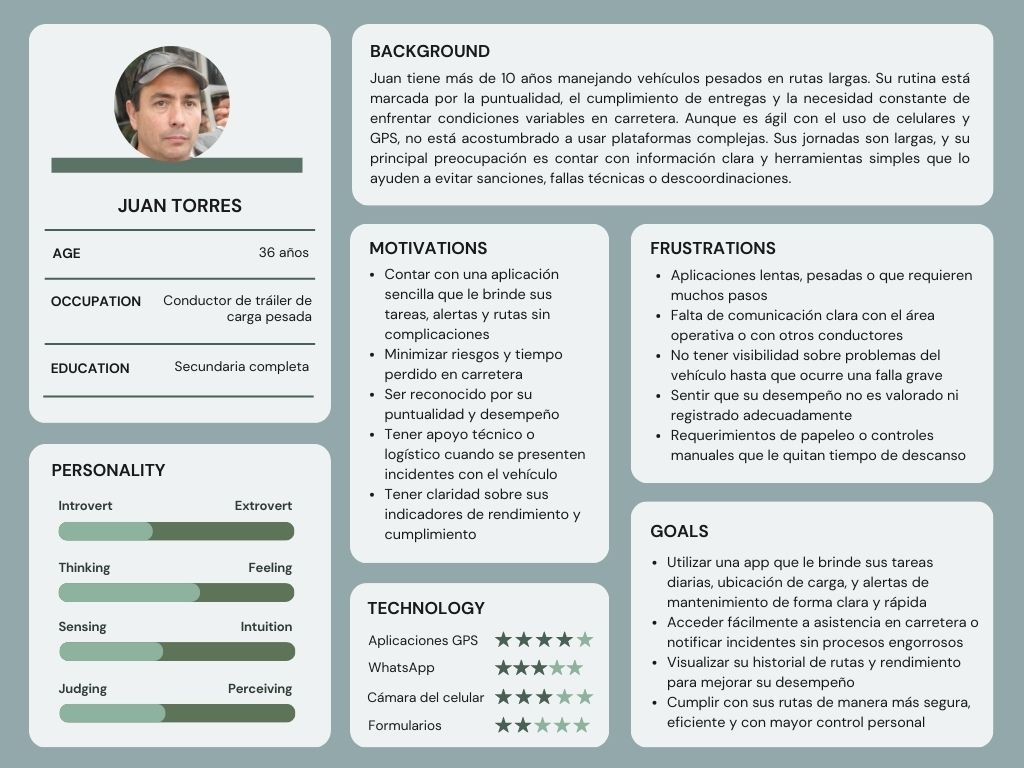 JUAN TORRES
AGE 36 años
OCCUPATION Conductor de tráiler de
carga pesada
EDUCATION Secundaria completa
PERSONALITY
Introvert Extrovert
Thinking Feeling
Sensing Intuition
Judging Perceiving
BACKGROUND
Juan tiene más de 10 años manejando vehículos pesados en rutas largas. Su rutina está
marcada por la puntualidad, el cumplimiento de entregas y la necesidad constante de
enfrentar condiciones variables en carretera. Aunque es ágil con el uso de celulares y
GPS, no está acostumbrado a usar plataformas complejas. Sus jornadas son largas, y su
principal preocupación es contar con información clara y herramientas simples que lo
ayuden a evitar sanciones, fallas técnicas o descoordinaciones.
MOTIVATIONS
• Contar con una aplicación
sencilla que le brinde sus
tareas, alertas y rutas sin
complicaciones
• Minimizar riesgos y tiempo
perdido en carretera
• Ser reconocido por su
puntualidad y desempeño
• Tener apoyo técnico o
logístico cuando se presenten
incidentes con el vehículo
• Tener claridad sobre sus
indicadores de rendimiento y
cumplimiento
TECHNOLOGY
Aplicaciones GPS
WhatsApp
Cámara del celular
Formularios
FRUSTRATIONS
• Aplicaciones lentas, pesadas o que requieren
muchos pasos
• Falta de comunicación clara con el área
operativa o con otros conductores
• No tener visibilidad sobre problemas del
vehículo hasta que ocurre una falla grave
• Sentir que su desempeño no es valorado ni
registrado adecuadamente
• Requerimientos de papeleo o controles
manuales que le quitan tiempo de descanso
GOALS
• Utilizar una app que le brinde sus tareas
diarias, ubicación de carga, y alertas de
mantenimiento de forma clara y rápida
• Acceder fácilmente a asistencia en carretera o
notificar incidentes sin procesos engorrosos
• Visualizar su historial de rutas y rendimiento
para mejorar su desempeño
• Cumplir con sus rutas de manera más segura,
eficiente y con mayor control personal